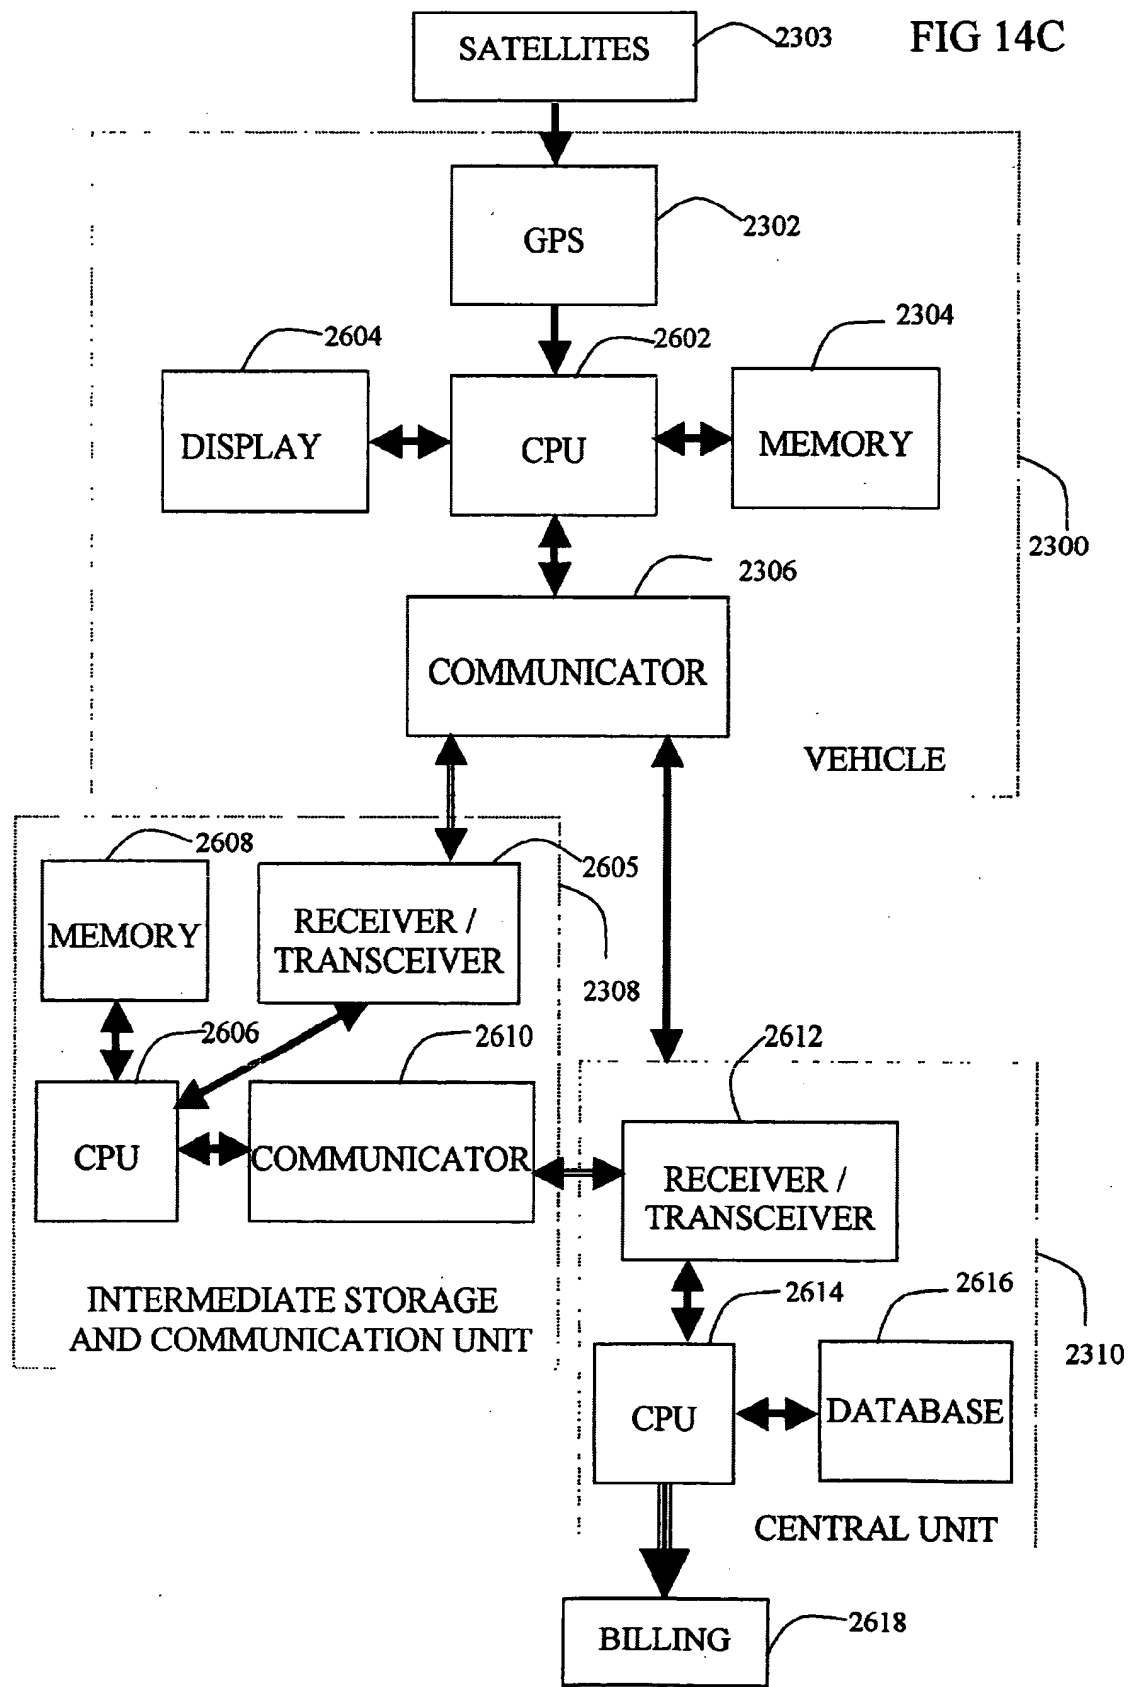 FIG 14C
SATELLITES
2303
GPS
2302
2604
2602
2304
DISPLAY
CPU
MEMORY
2300
2306
COMMUNICATOR
VEHICLE
2608
2605
MEMORY
RECEIVER /
TRANSCEIVER
2308
2606
2610
2612
CPU
COMMUNICATOR
RECEIVER /
TRANSCEIVER
INTERMEDIATE STORAGE
AND COMMUNICATION UNIT
2614
2616
2310
CPU
DATABASE
CENTRAL UNIT
BILLING
2618